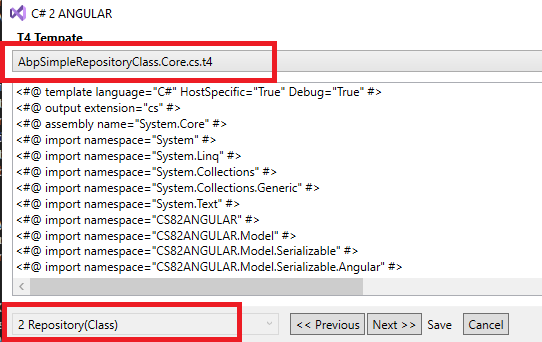 C# 2 ANGULAR
T4 Tempate
AbpSimpleRepositoryClass.Core.cs.t4
<#@ template language="C#" HostSpecific="True" Debug="True" #>
<#@ output extension="cs" #>
<#@ assembly name="System.Core" #>
<#@ import namespace="System" #>
<#@ import namespace="System.Linq" #>
<#@ import namespace="System.Collections" #>
<#@ import namespace="System.Collections.Generic" #>
<#@ import namespace="System.Text" #>
<#@ import namespace="CS82ANGULAR" #>
<#@ import namespace="CS82ANGULAR.Model" #>
<#@ import namespace="CS82ANGULAR.Model.Serializable" #>
<#@ import namespace="CS82ANGULAR.Model.Serializable.Angular" #>
2 Repository(Class) << Previous Next >> Save Cancel